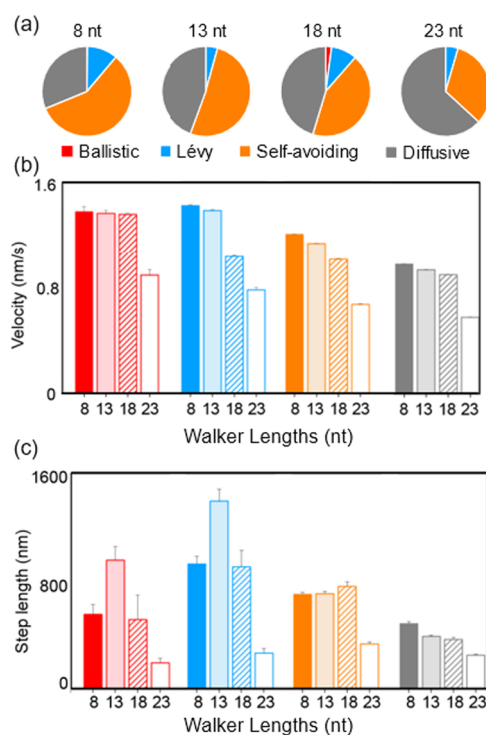 (a)
8 nt 13 nt 18 nt 23 nt
Ballistic Lévy Self-avoiding Diffusive
(b)
Velocity (nm/s)
1.6
0.8
0
8 13 18 23 8 13 18 23 8 13 18 23 8 13 18 23
Walker Lengths (nt)
(c)
Step length (nm)
1600
800
0
8 13 18 23 8 13 18 23 8 13 18 23 8 13 18 23
Walker Lengths (nt)